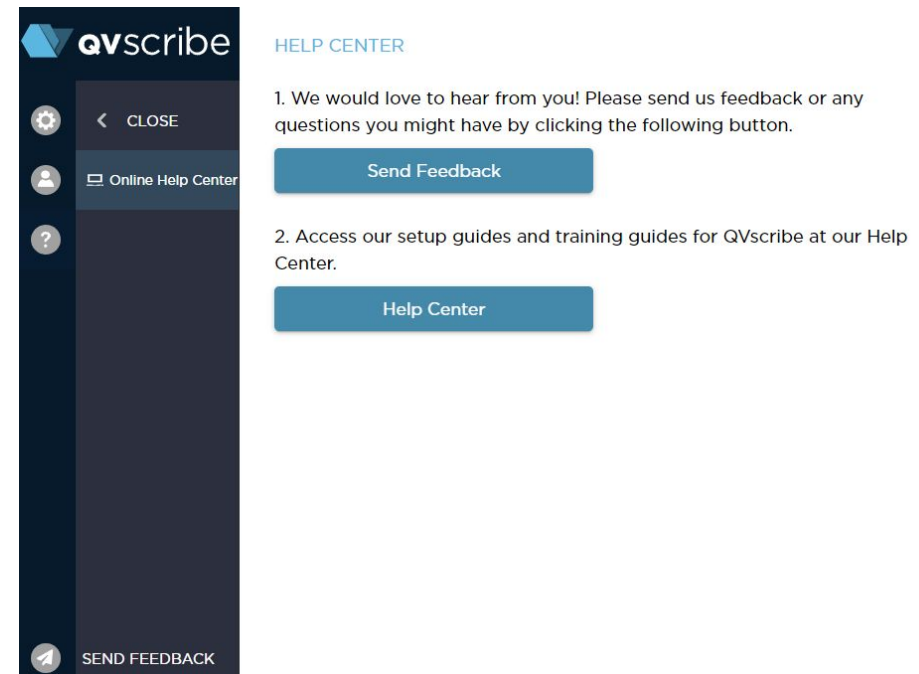 QVscribe
CLOSE
Online Help Center
?
SEND FEEDBACK
HELP CENTER
1. We would love to hear from you! Please send us feedback or any
questions you might have by clicking the following button.
Send Feedback
2. Access our setup guides and training guides for QVscribe at our Help
Center.
Help Center